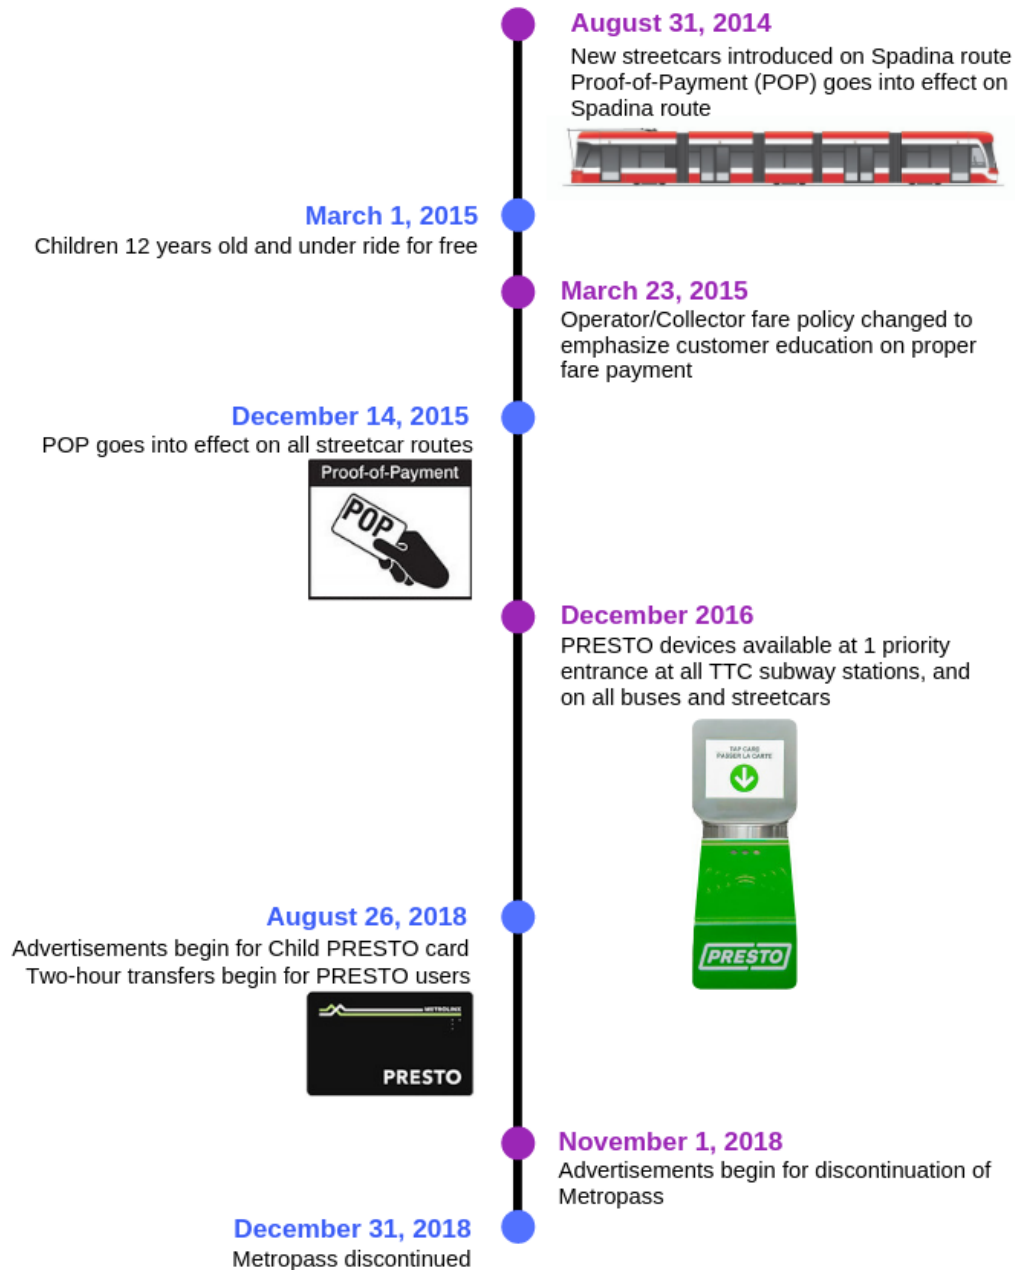 August 31, 2014
New streetcars introduced on Spadina route
Proof-of-Payment (POP) goes into effect on
Spadina route
March 1, 2015
Children 12 years old and under ride for free
March 23, 2015
Operator/Collector fare policy changed to
emphasize customer education on proper
fare payment
December 14, 2015
POP goes into effect on all streetcar routes
Proof-of-Payment
POP
December 2016
PRESTO devices available at 1 priority
entrance at all TTC subway stations, and
on all buses and streetcars
TAP CARD
PASSER LA CARTE
PRESTO
August 26, 2018
Advertisements begin for Child PRESTO card
Two-hour transfers begin for PRESTO users
METROLINX
PRESTO
November 1, 2018
Advertisements begin for discontinuation of
Metropass
December 31, 2018
Metropass discontinued